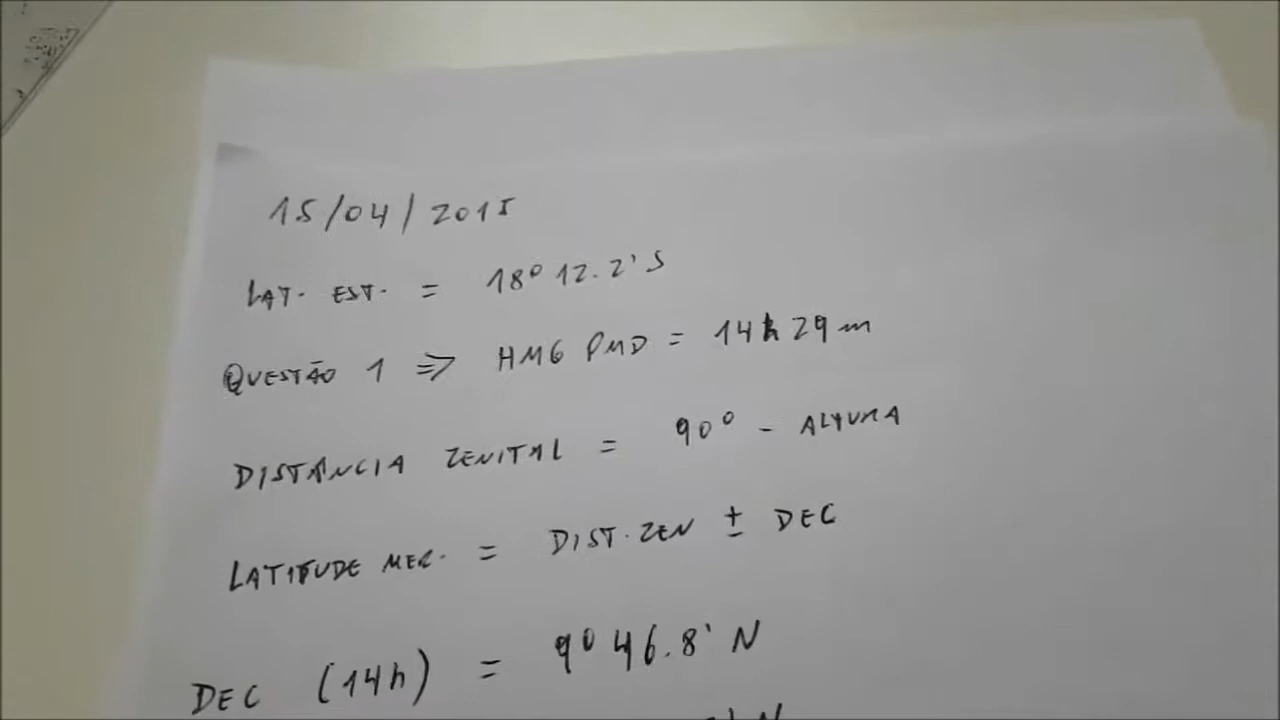 15/04/2015
LAT. EST. = 18° 12.2' S
QUESTÃO 1 => HMG PMD = 14h 29m
DISTÂNCIA ZENITAL = 90° - ALTURA
LATITUDE MER. = DIST. ZEN ± DEC
DEC (14h) = 9° 46.8' N
N